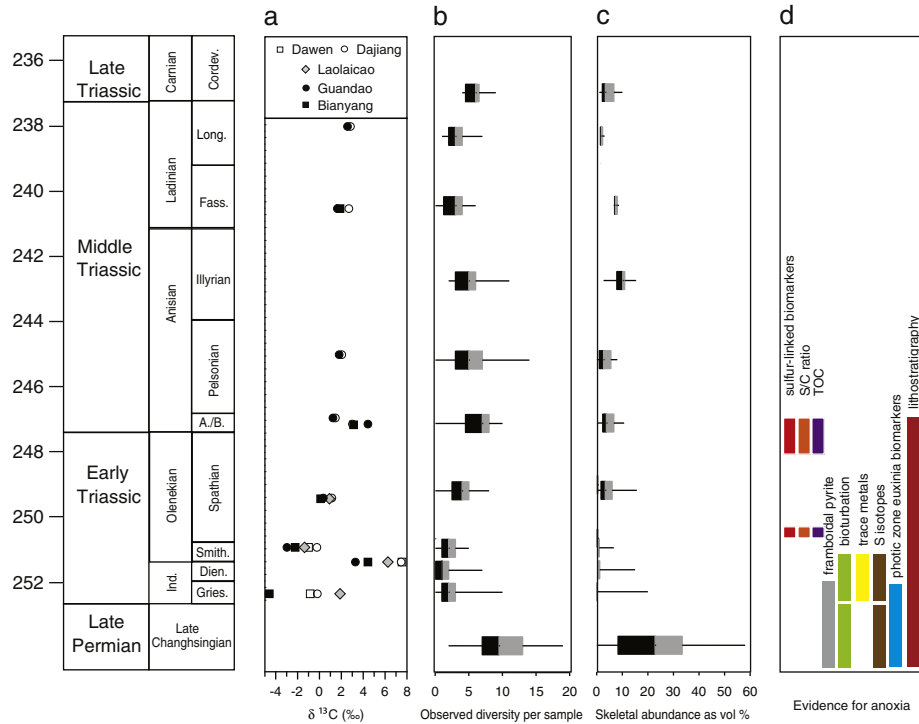 a b c d
236
238
240
242
244
246
248
250
252
Late
Triassic
Middle
Triassic
Early
Triassic
Late
Permian
Carnian
Ladinian
Anisian
Olenekian
Ind.
Late
Changhsingian
Cordev.
Long.
Fass.
Illyrian
Pelsonian
A./B.
Spathian
Smith.
Dien.
Gries.
Dawen Dajiang
Laolaicao
Guandao
Bianyang
-4 -2 0 2 4 6 8
δ 13C (‰)
0 5 10 15 20
Observed diversity per sample
0 10 20 30 40 50 60
Skeletal abundance as vol %
sulfur-linked biomarkers
S/C ratio
TOC
framboidal pyrite
bioturbation
trace metals
S isotopes
photic zone euxinia biomarkers
lithostratigraphy
Evidence for anoxia